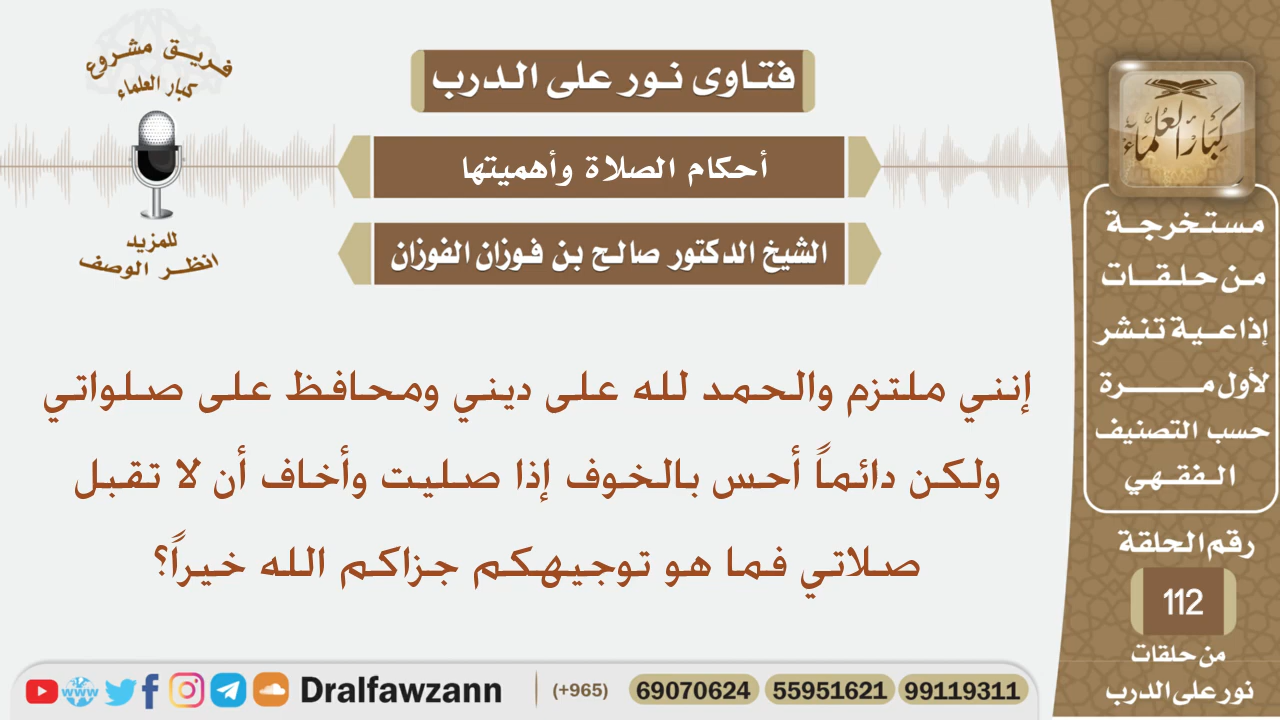 فريق مشروع
كبار العلماء
للمزيد
انظر الوصف
فتاوى نور على الدرب
أحكام الصلاة وأهميتها
الشيخ الدكتور صالح بن فوزان الفوزان
إنني ملتزم والحمد لله على ديني ومحافظ على صلواتي
ولكن دائماً أحس بالخوف إذا صليت وأخاف أن لا تقبل
صلاتي فما هو توجيهكم جزاكم الله خيراً؟
كبار العلماء
مستخرجة
من حلقات
إذاعية تنشر
لأول مرة
حسب التصنيف
الفقهي
رقم الحلقة
112
من حلقات
نور على الدرب
www Dralfawzann (+965) 69070624 55951621 99119311